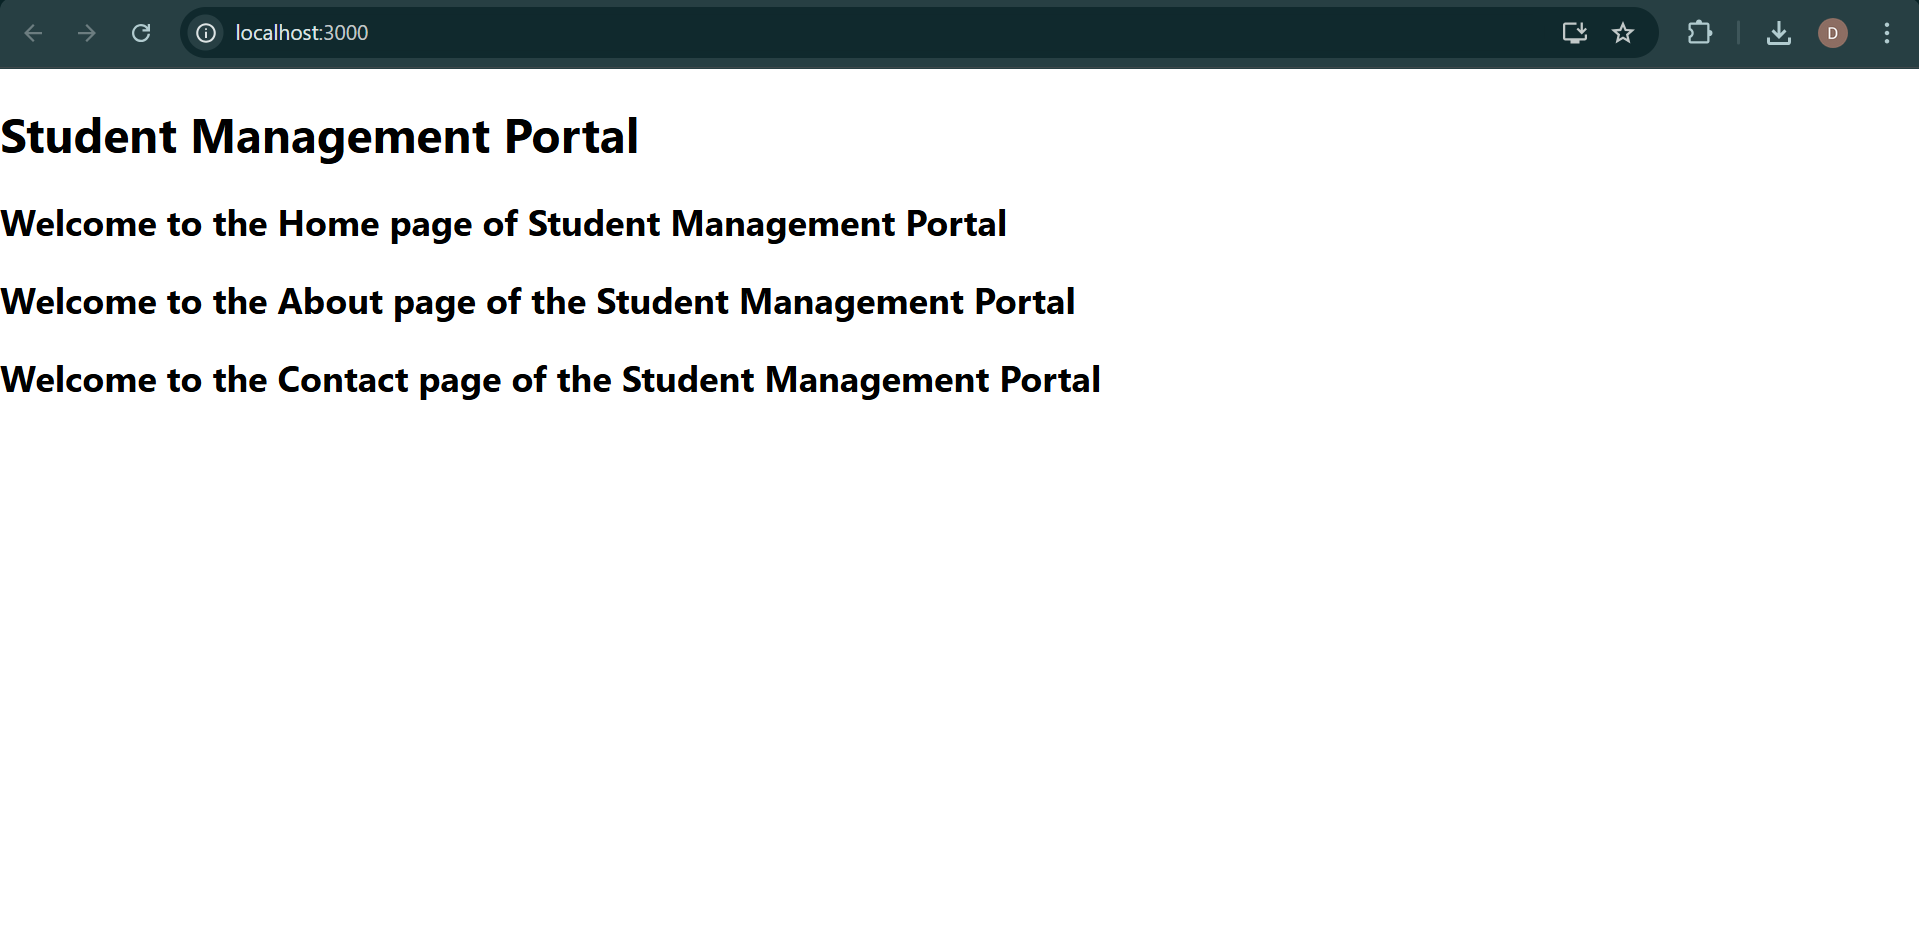 localhost:3000
D
Student Management Portal
Welcome to the Home page of Student Management Portal
Welcome to the About page of the Student Management Portal
Welcome to the Contact page of the Student Management Portal